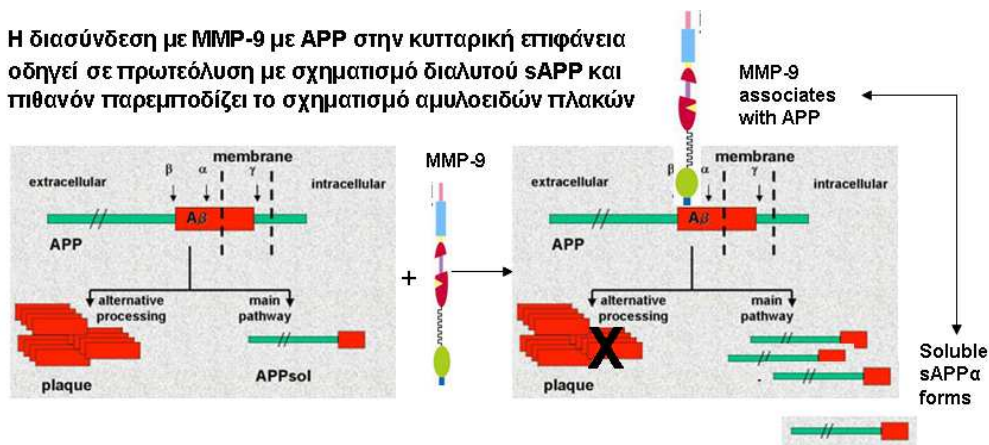 Η διασύνδεση με MMP-9 με APP στην κυτταρική επιφάνεια
οδηγεί σε πρωτεόλυση με σχηματισμό διαλυτού sAPP και
πιθανόν παρεμποδίζει το σχηματισμό αμυλοειδών πλακών
MMP-9
associates
with APP
β
α
γ
membrane
extracellular
intracellular
Aβ
APP
alternative
processing
main
pathway
plaque
APPsol
MMP-9
+
β
α
γ
membrane
extracellular
intracellular
Aβ
APP
alternative
processing
main
pathway
X
plaque
Soluble
sAPPα
forms